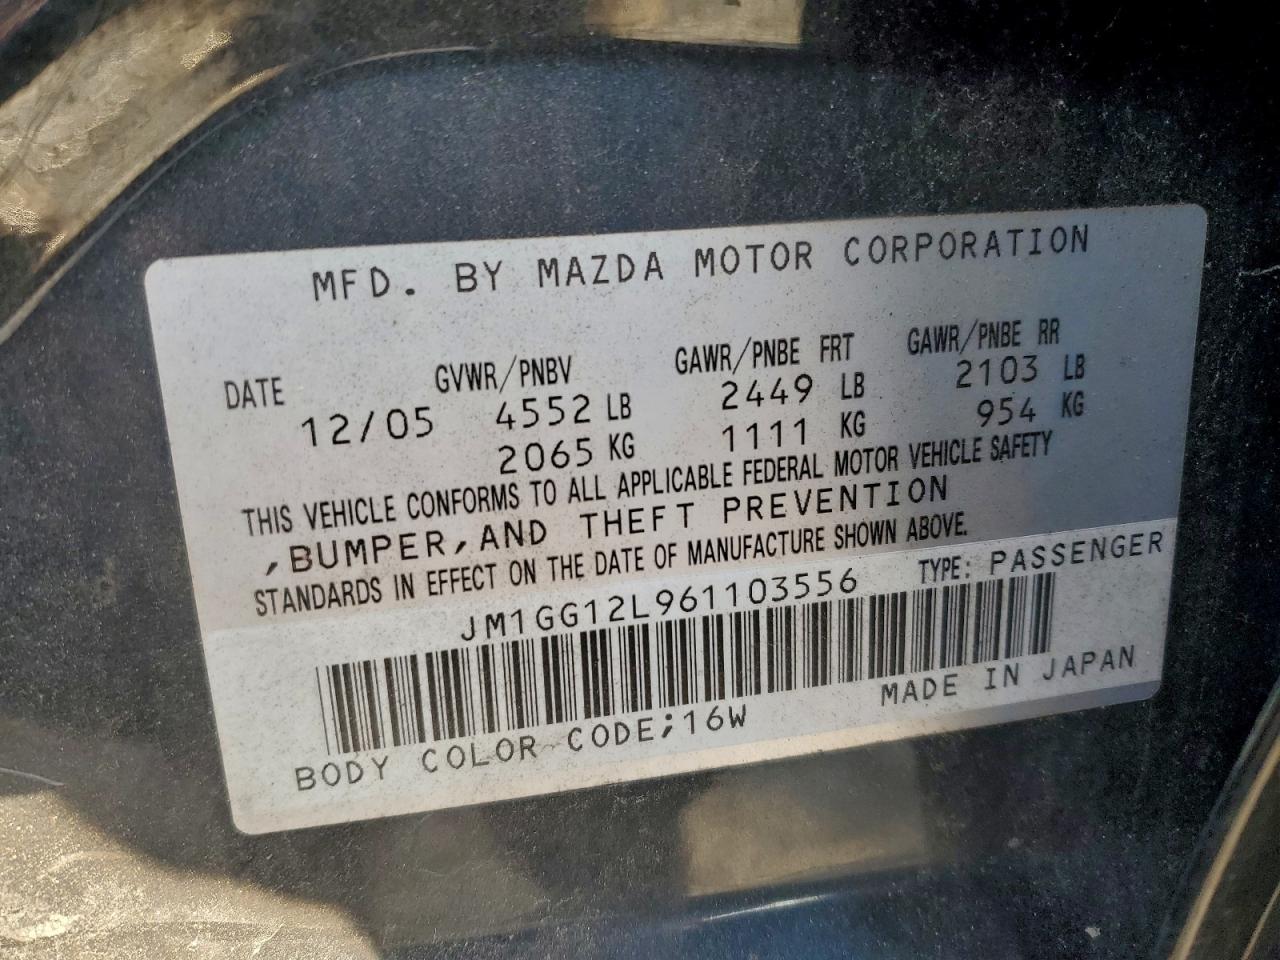 MFD. BY MAZDA MOTOR CORPORATION
DATE GVWR/PNBV GAWR/PNBE FRT GAWR/PNBE RR
12/05 4552 LB 2449 LB 2103 LB
2065 KG 1111 KG 954 KG
THIS VEHICLE CONFORMS TO ALL APPLICABLE FEDERAL MOTOR VEHICLE SAFETY
,BUMPER,AND THEFT PREVENTION
STANDARDS IN EFFECT ON THE DATE OF MANUFACTURE SHOWN ABOVE.
JM1GG12L961103556 TYPE: PASSENGER
BODY COLOR CODE;16W MADE IN JAPAN